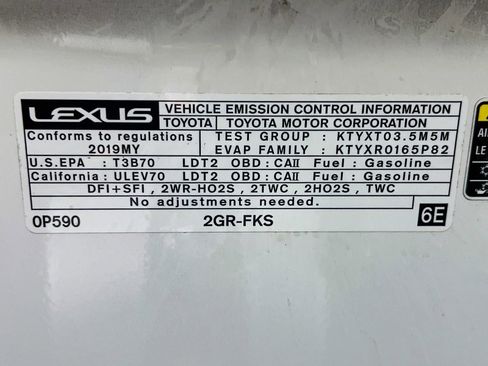 LEXUS VEHICLE EMISSION CONTROL INFORMATION
TOYOTA TOYOTA MOTOR CORPORATION
Conforms to regulations TEST GROUP : KTYXT03.5M5M
2019MY EVAP FAMILY : KTYXR0165P82
U.S.EPA : T3B70 LDT2 OBD : CAII Fuel : Gasoline
California : ULEV70 LDT2 OBD : CAII Fuel : Gasoline
DFI+SFI , 2WR-HO2S , 2TWC , 2HO2S , TWC
No adjustments needed.
0P590 2GR-FKS 6E
A
AI
LE